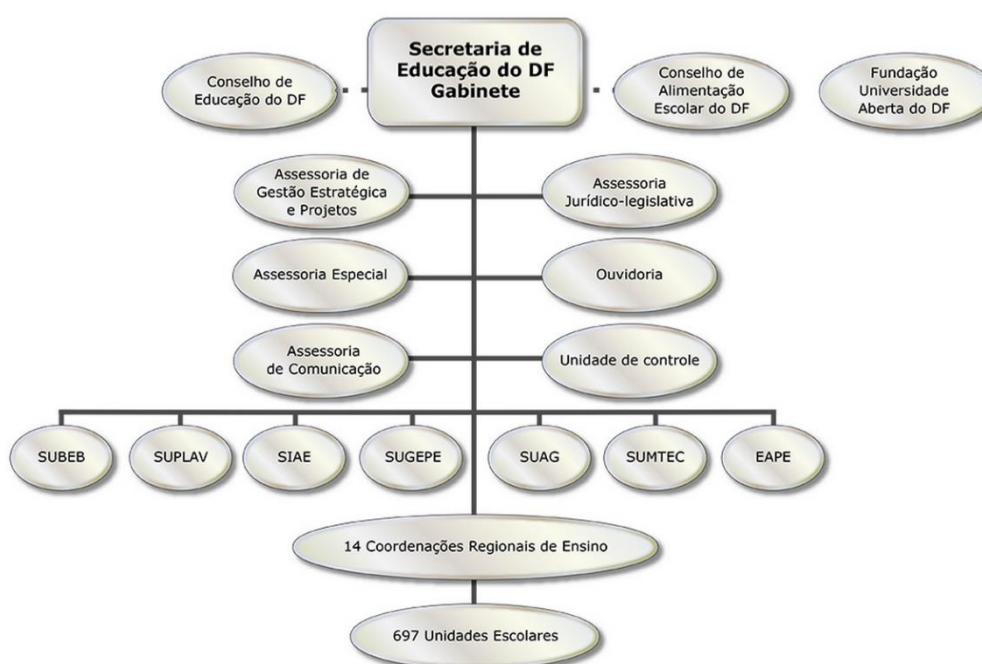 Secretaria de
Educação do DF
Gabinete
Conselho de
Educação do DF
Conselho de
Alimentação
Escolar do DF
Fundação
Universidade
Aberta do DF
Assessoria de
Gestão Estratégica
e Projetos
Assessoria
Jurídico-legislativa
Assessoria Especial
Ouvidoria
Assessoria
de Comunicação
Unidade de controle
SUBEB
SUPLAV
SIAE
SUGEPE
SUAG
SUMTEC
EAPE
14 Coordenações Regionais de Ensino
697 Unidades Escolares